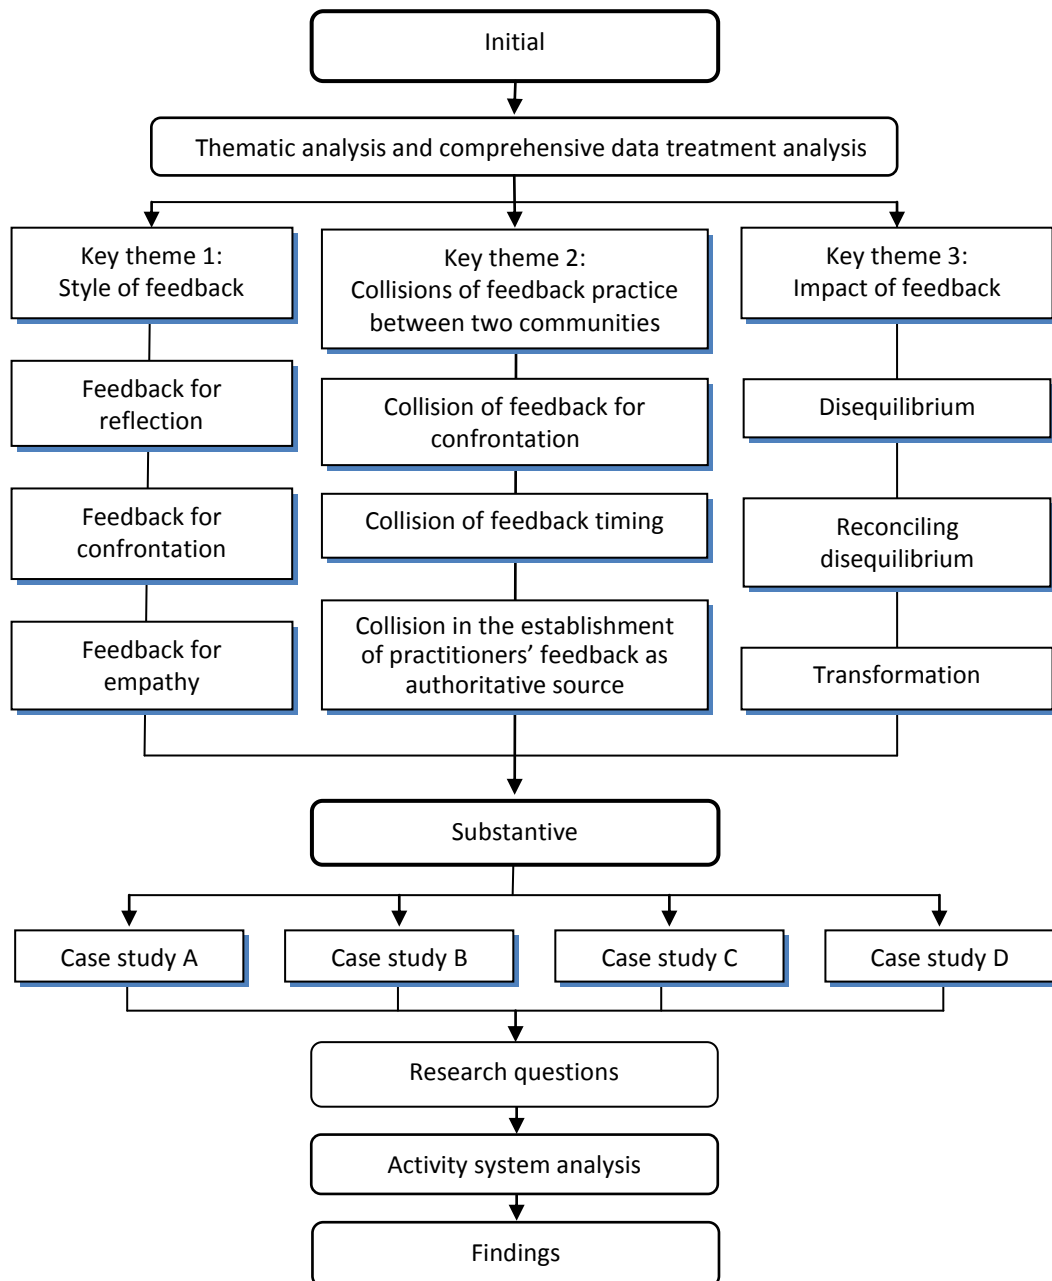 Initial
Thematic analysis and comprehensive data treatment analysis
Key theme 1:
Style of feedback
Key theme 2:
Collisions of feedback practice
between two communities
Key theme 3:
Impact of feedback
Feedback for
reflection
Collision of feedback for
confrontation
Disequilibrium
Feedback for
confrontation
Collision of feedback timing
Reconciling
disequilibrium
Feedback for
empathy
Collision in the establishment
of practitioners’ feedback as
authoritative source
Transformation
Substantive
Case study A
Case study B
Case study C
Case study D
Research questions
Activity system analysis
Findings